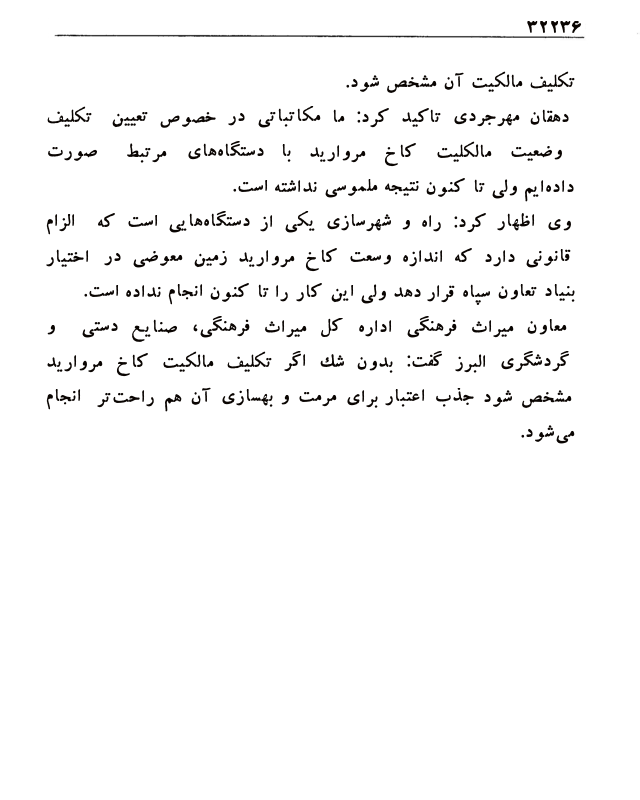 ۳۲۲۳۶
تکلیف مالکیت آن مشخص شود.
دهقان مهرجردی تاکید کرد: ما مکاتباتی در خصوص تعیین تکلیف
وضعیت مالکلیت کاخ مروارید با دستگاه‌های مرتبط صورت
داده‌ایم ولی تا کنون نتیجه ملموسی نداشته است.
وی اظهار کرد: راه و شهرسازی یکی از دستگاه‌هایی است که الزام
قانونی دارد که اندازه وسعت کاخ مروارید زمین معوضی در اختیار
بنیاد تعاون سپاه قرار دهد ولی این کار را تا کنون انجام نداده است.
معاون میراث فرهنگی اداره کل میراث فرهنگی، صنایع دستی و
گردشگری البرز گفت: بدون شك اگر تکلیف مالکیت کاخ مروارید
مشخص شود جذب اعتبار برای مرمت و بهسازی آن هم راحت‌تر انجام
می‌شود.